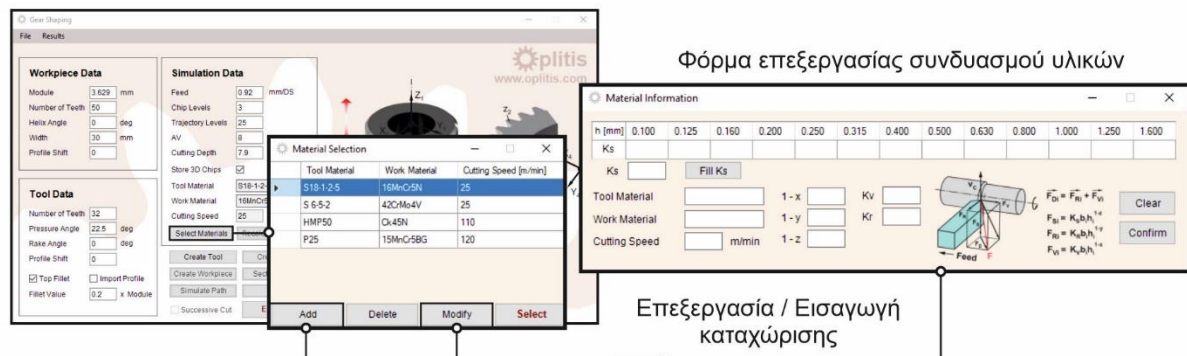 Gear Shaping
File Results
Oplitis
www.oplitis.com
Workpiece Data
Module 3.629 mm
Number of Teeth 50
Helix Angle 0 deg
Width 30 mm
Profile Shift 0
Tool Data
Number of Teeth 32
Pressure Angle 22.5 deg
Rake Angle 0 deg
Profile Shift 0
Top Fillet Import Profile
Fillet Value 0.2 x Module
Simulation Data
Feed 0.92 mm/DS
Chip Levels 3
Trajectory Levels 25
AV 8
Cutting Depth 7.9
Store 3D Chips
Tool Material S18-1-2-
Work Material 16MnCr5
Cutting Speed 25
Select Materials
Create Tool
Create Workpiece
Simulate Path
Successive Cut
Z1
Z2
Material Selection
Tool Material Work Material Cutting Speed [m/min]
S18-1-2-5 16MnCr5N 25
S 6-5-2 42CrMo4V 25
HMP50 Ck45N 110
P25 15MnCr5BG 120
Add Delete Modify Select
Φόρμα επεξεργασίας συνδυασμού υλικών
Material Information
h [mm] 0.100 0.125 0.160 0.200 0.250 0.315 0.400 0.500 0.630 0.800 1.000 1.250 1.600
Ks
Ks Fill Ks
Tool Material 1 - x Kv
Work Material 1 - y Kr
Cutting Speed m/min 1 - z
Feed F
Clear
Confirm
Επεξεργασία / Εισαγωγή
καταχώρισης